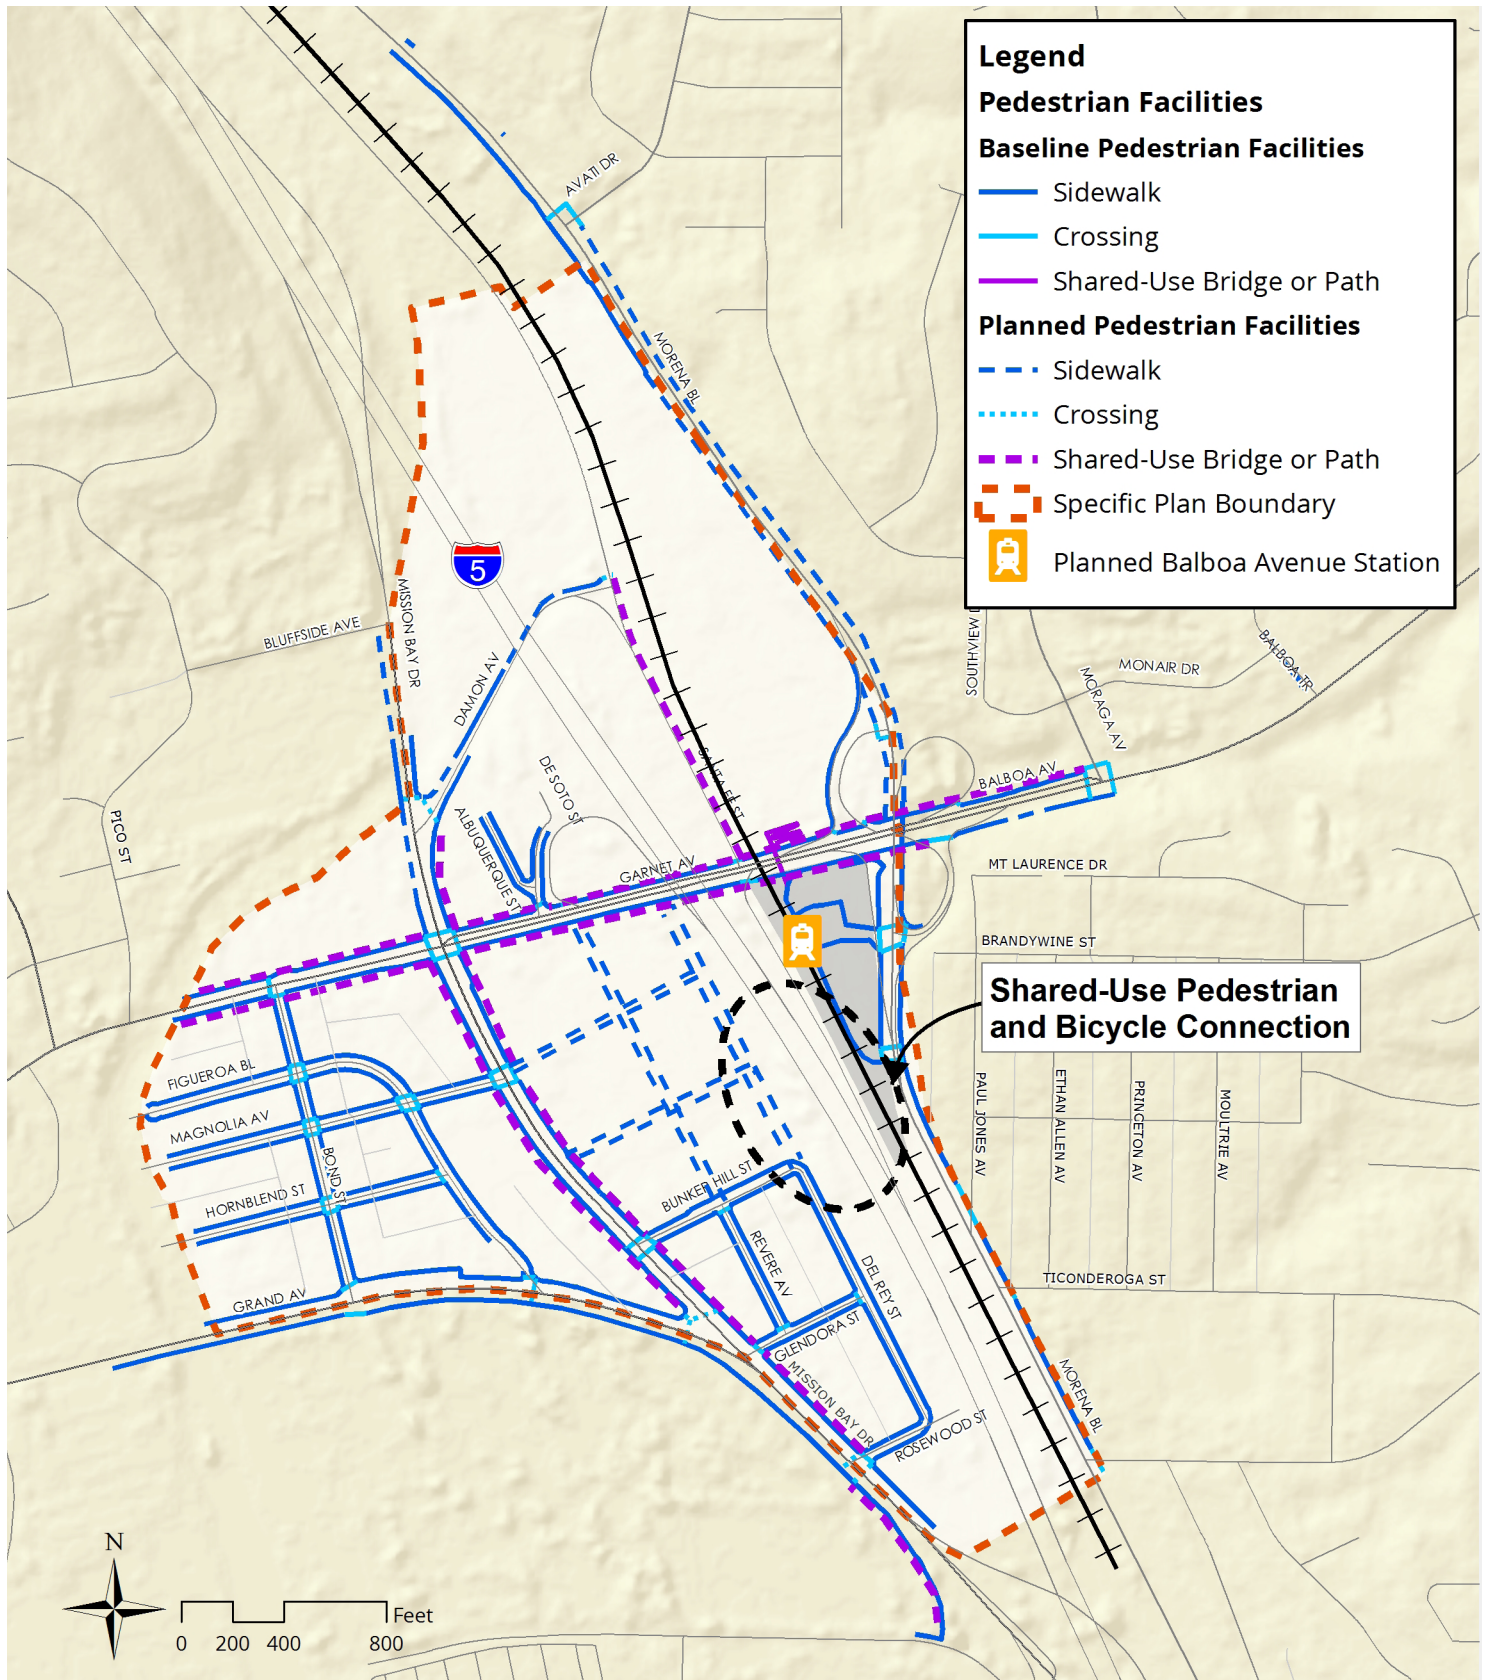 Legend
Pedestrian Facilities
Baseline Pedestrian Facilities
Sidewalk
Crossing
Shared-Use Bridge or Path
Planned Pedestrian Facilities
Sidewalk
Crossing
Shared-Use Bridge or Path
Specific Plan Boundary
Planned Balboa Avenue Station
AVATI DR
MORENA BL
5
MISSION BAY DR
BLUFFSIDE AVE
DAMON AV
SOUTHVIEW
MONAIR DR
BALBOA TR
MORAGA AV
SANTA FE ST
DE SOTO ST
BALBOA AV
PICO ST
ALBUQUERQUE ST
GARNET AV
MT LAURENCE DR
BRANDYWINE ST
Shared-Use Pedestrian
and Bicycle Connection
FIGUEROA BL
MAGNOLIA AV
PAUL JONES AV
ETHAN ALLEN AV
PRINCETON AV
MOULTRIE AV
BOND ST
HORNBLEND ST
BUNKER HILL ST
REVERE AV
DEL REY ST
TICONDEROGA ST
GRAND AV
GLENDORA ST
MISSION BAY DR
MORENA BL
ROSEWOOD ST
N
Feet
0 200 400 800